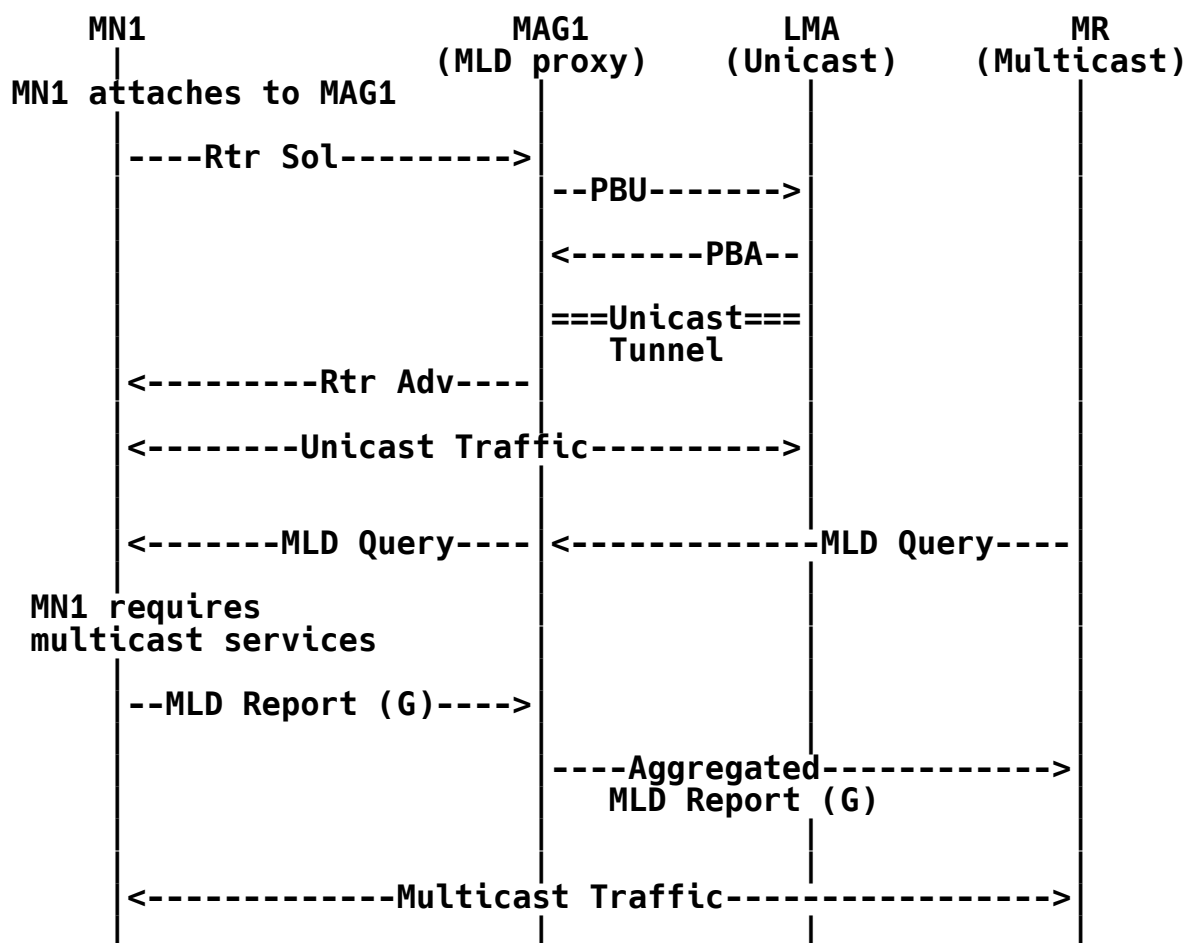 MN1 MAG1 LMA MR
(MLD proxy) (Unicast) (Multicast)
MN1 attaches to MAG1
----Rtr Sol--------->
--PBU------->
<-------PBA--
===Unicast===
Tunnel
<---------Rtr Adv----
<--------Unicast Traffic---------->
<-------MLD Query---- <-------------MLD Query----
MN1 requires
multicast services
--MLD Report (G)---->
----Aggregated------------>
MLD Report (G)
<-------------Multicast Traffic----------------->